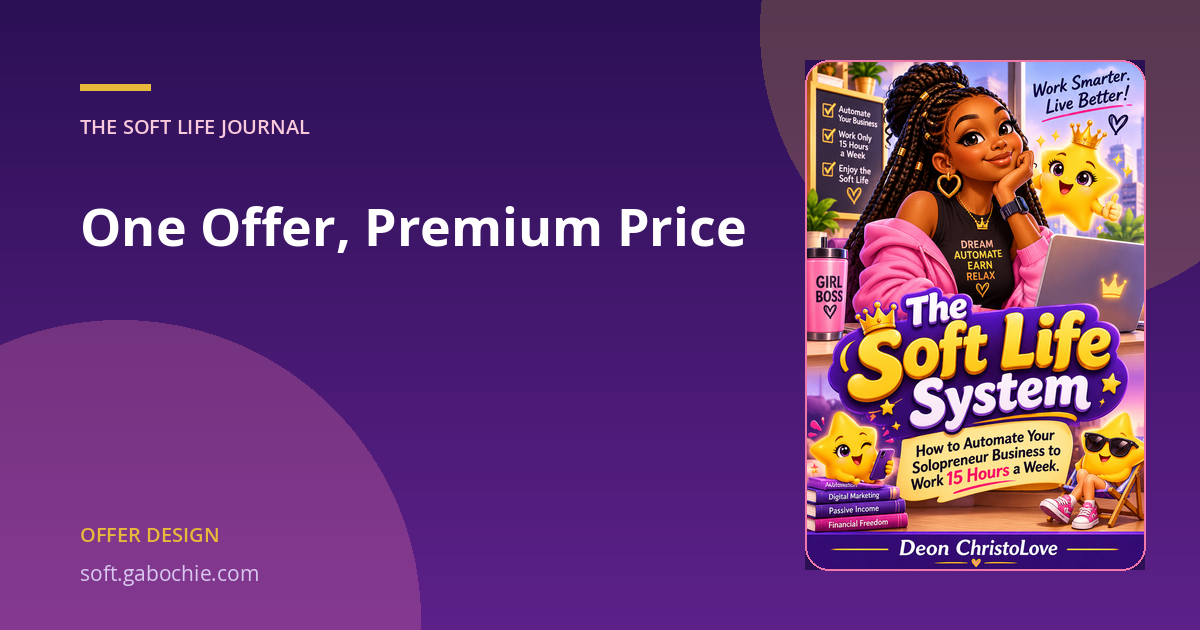 THE SOFT LIFE JOURNAL
One Offer, Premium Price
OFFER DESIGN
soft.gabochie.com
Automate
Your Business
Work Only
15 Hours
a Week
Enjoy the
Soft Life
Work Smarter.
Live Better!
DREAM
AUTOMATE
EARN
RELAX
GIRL
BOSS
The
Soft Life
System
How to Automate Your
Solopreneur Business to
Work 15 Hours a Week.
Automation
Digital Marketing
Passive Income
Financial Freedom
Deon ChristoLove